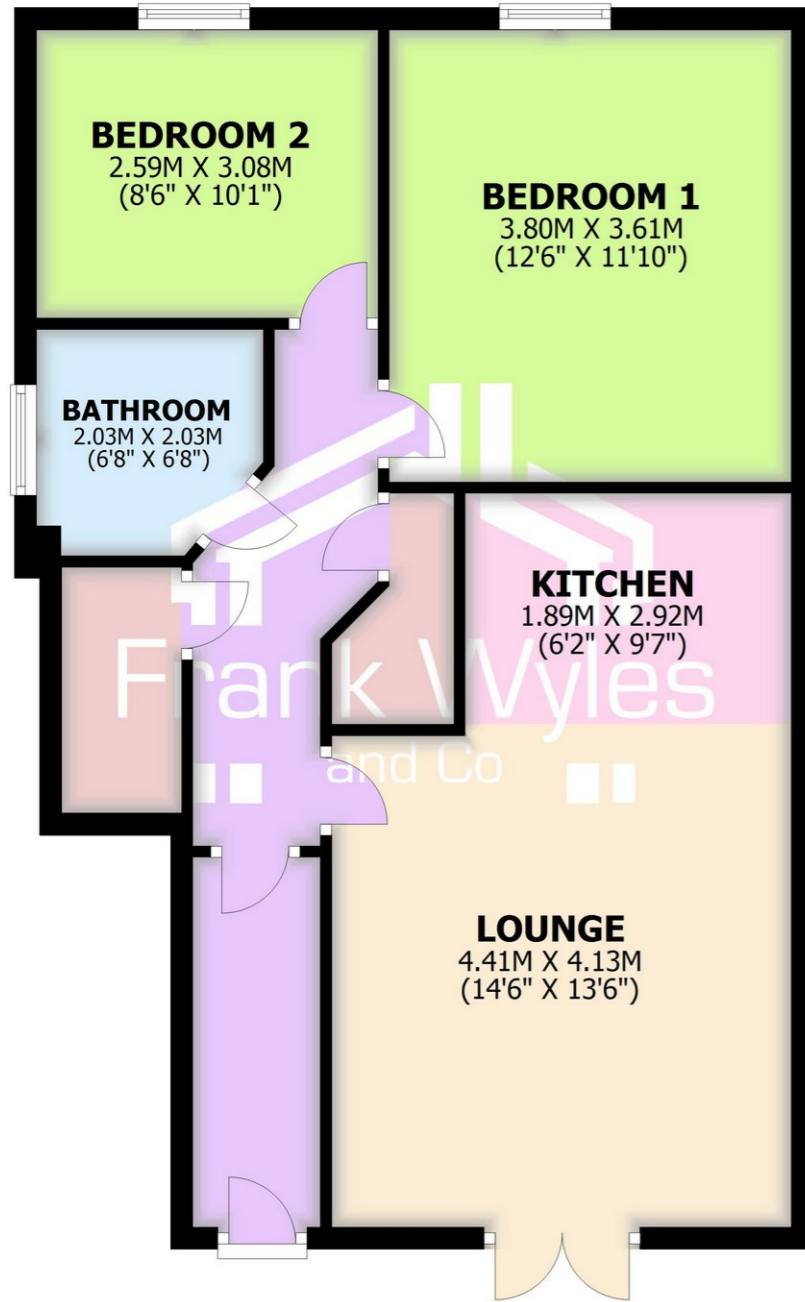 BEDROOM 2
2.59M X 3.08M
(8'6" X 10'1")
BEDROOM 1
3.80M X 3.61M
(12'6" X 11'10")
BATHROOM
2.03M X 2.03M
(6'8" X 6'8")
KITCHEN
1.89M X 2.92M
(6'2" X 9'7")
Frank Wyles
and Co
LOUNGE
4.41M X 4.13M
(14'6" X 13'6")